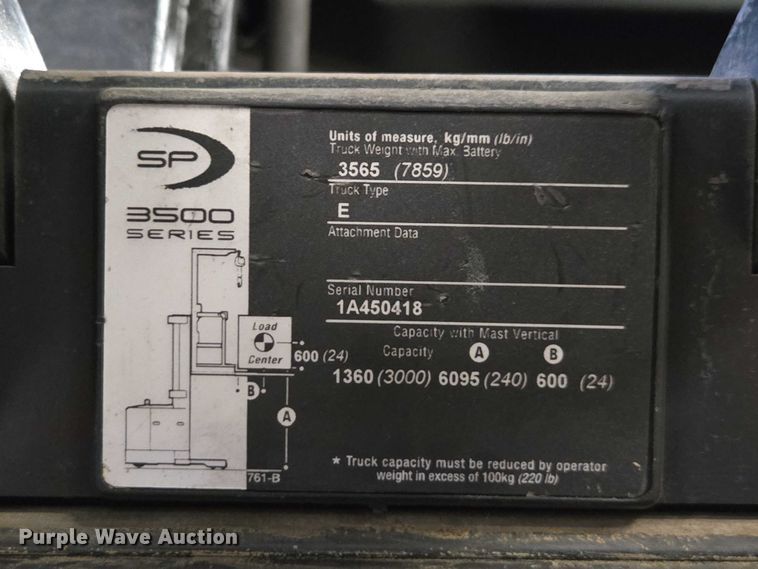 SP
3500
SERIES
Units of measure, kg/mm (lb/in)
Truck Weight with Max. Battery
3565 (7859)
Truck Type
E
Attachment Data
Serial Number
1A450418
Capacity with Mast Vertical
Capacity A B
1360 (3000) 6095 (240) 600 (24)
Load
Center
600 (24)
B
A
761-B
* Truck capacity must be reduced by operator
weight in excess of 100kg (220 lb)
Purple Wave Auction